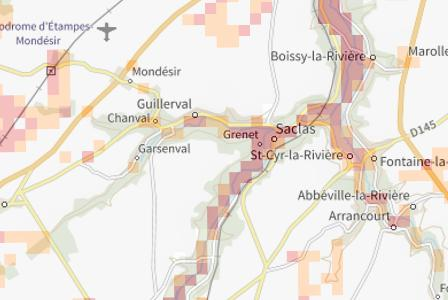 odrome d'Étampes-
Mondésir
Boissy-la-Rivière
Marolle
Mondésir
Guillerval
Chanval
Grenet
Saclas
D145
Garsenval
St-Cyr-la-Rivière
Fontaine-la-
Abbéville-la-Rivière
Arrancourt